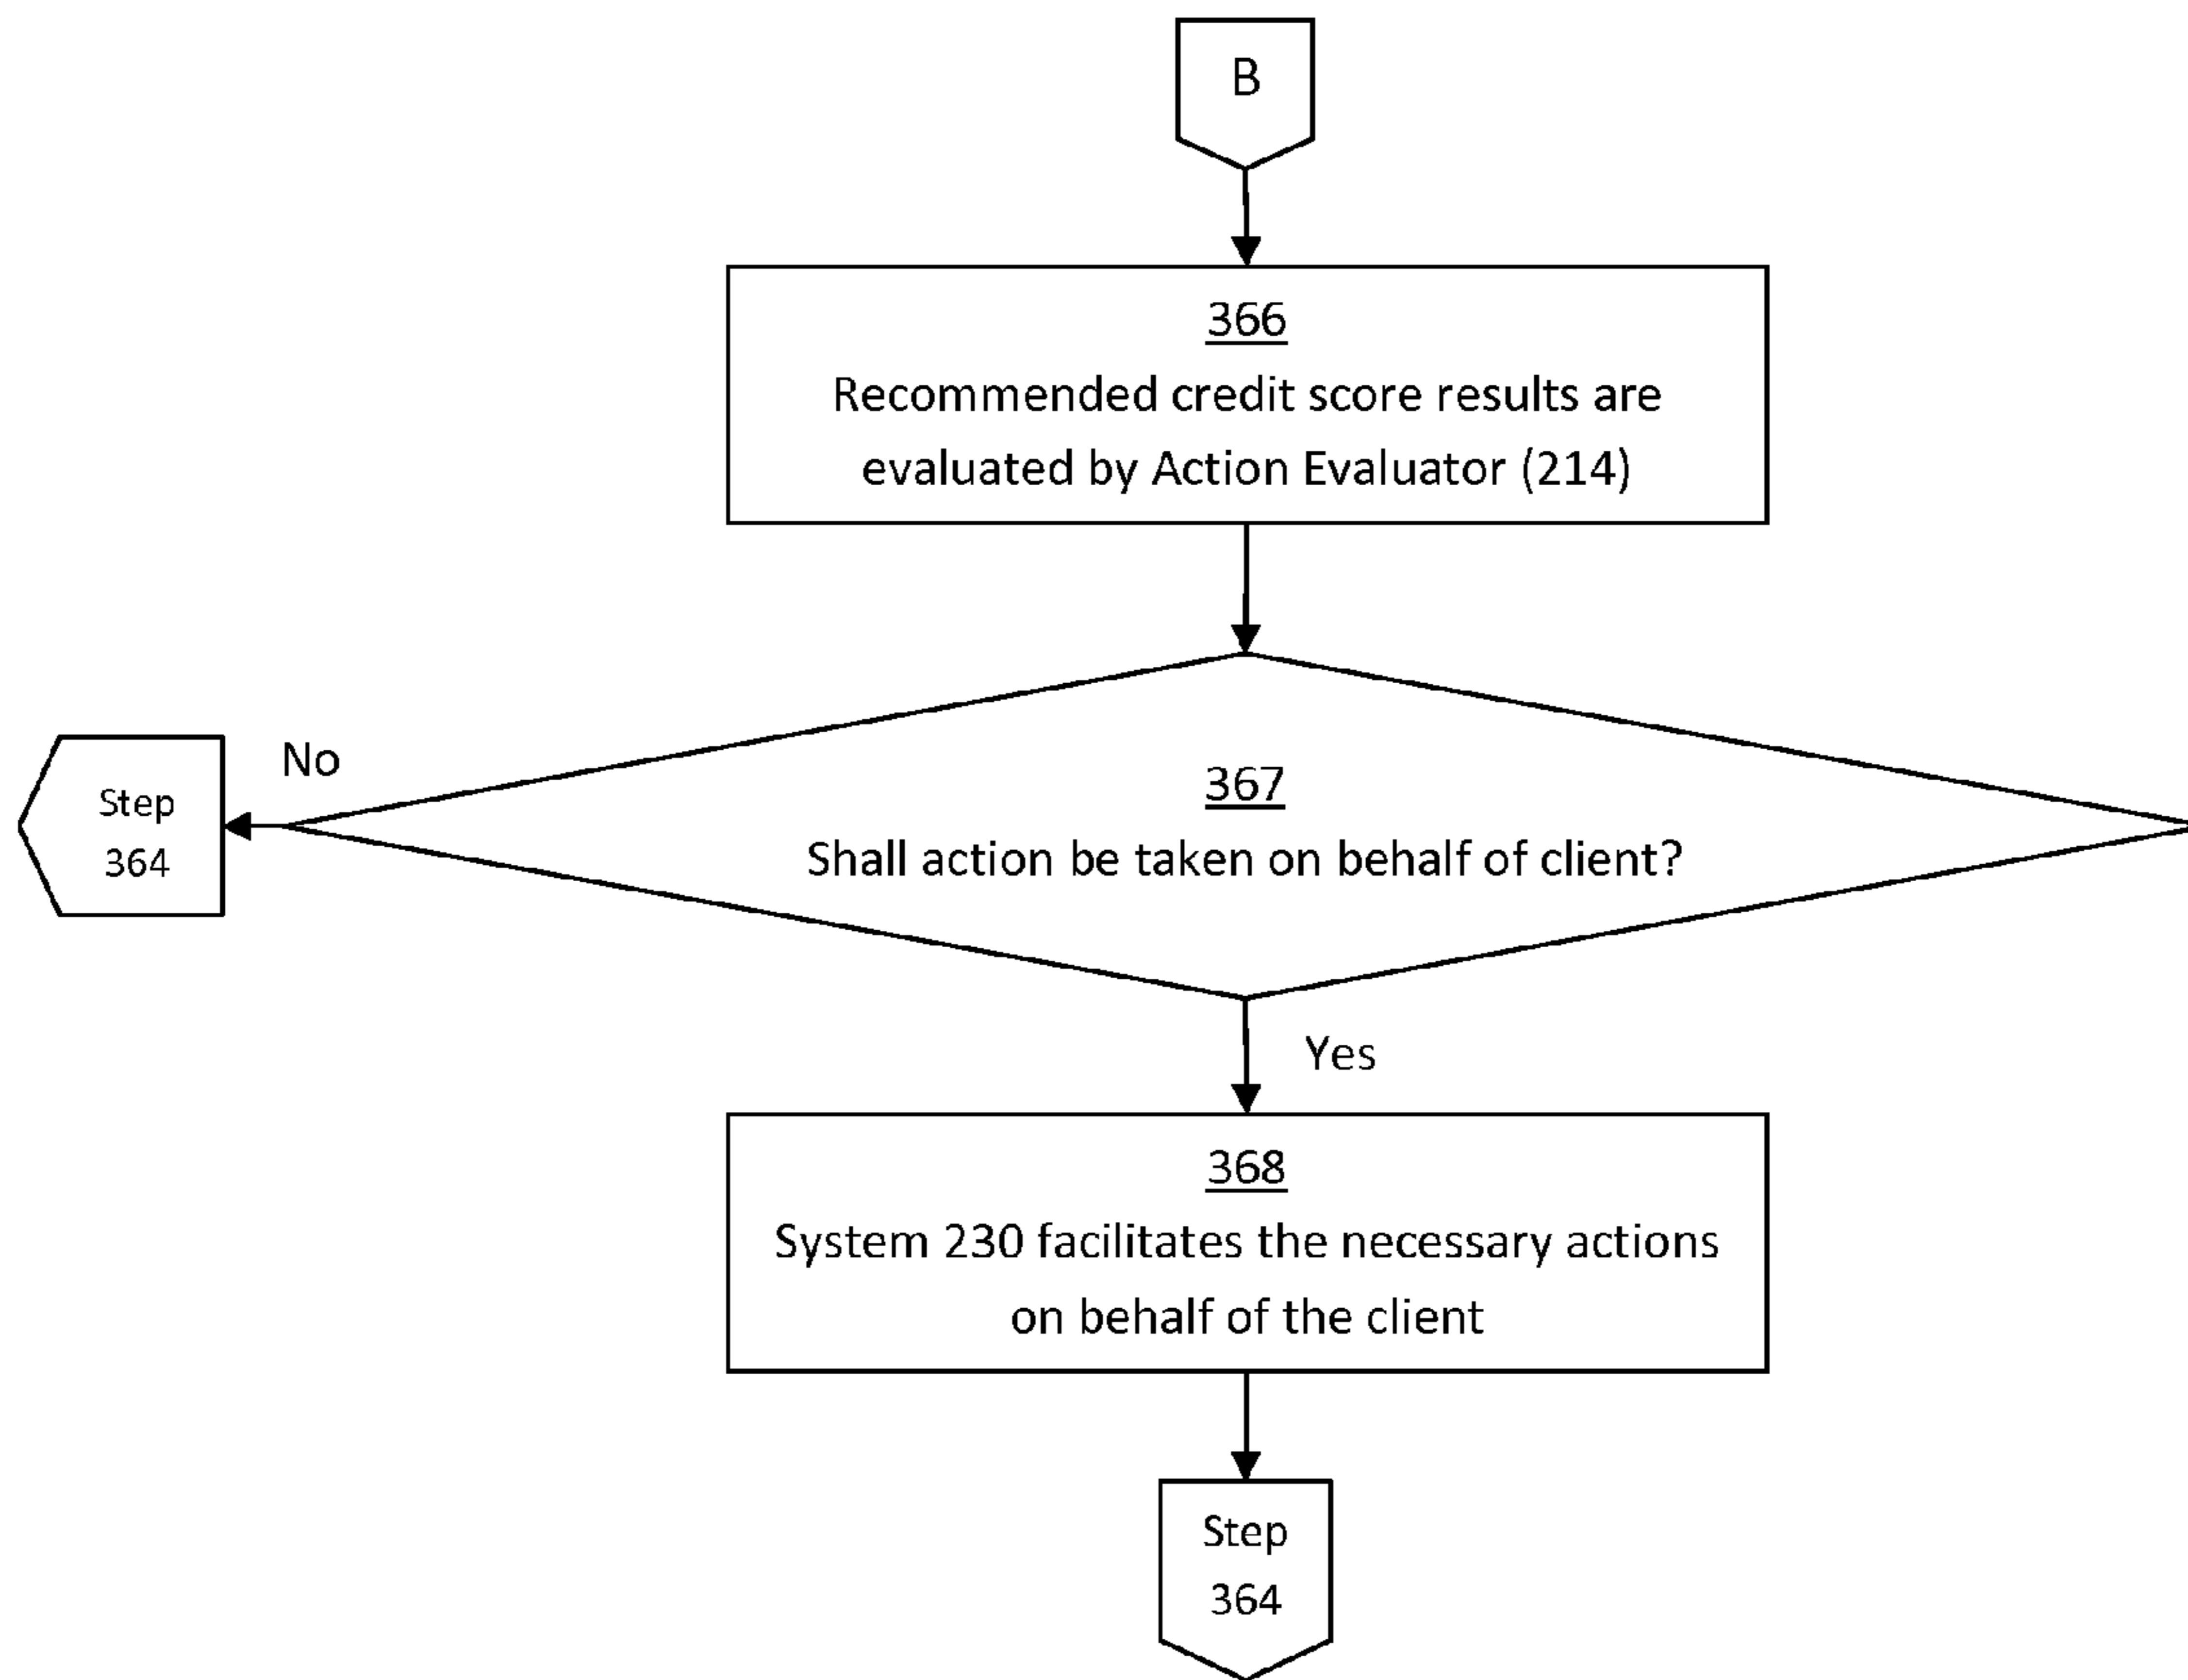 B
366
Recommended credit score results are
evaluated by Action Evaluator (214)
No
Step
364
367
Shall action be taken on behalf of client?
Yes
368
System 230 facilitates the necessary actions
on behalf of the client
Step
364